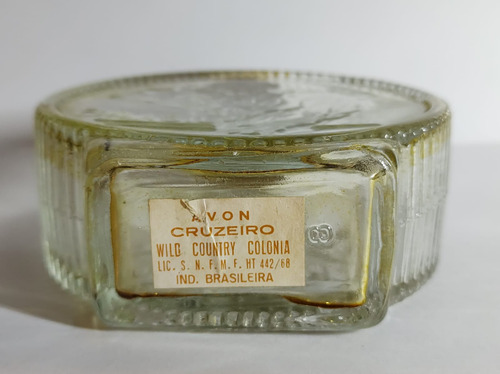 AVON
CRUZEIRO
WILD COUNTRY COLONIA
LIC. S. N. F. M. F. HT 442/68
IND. BRASILEIRA